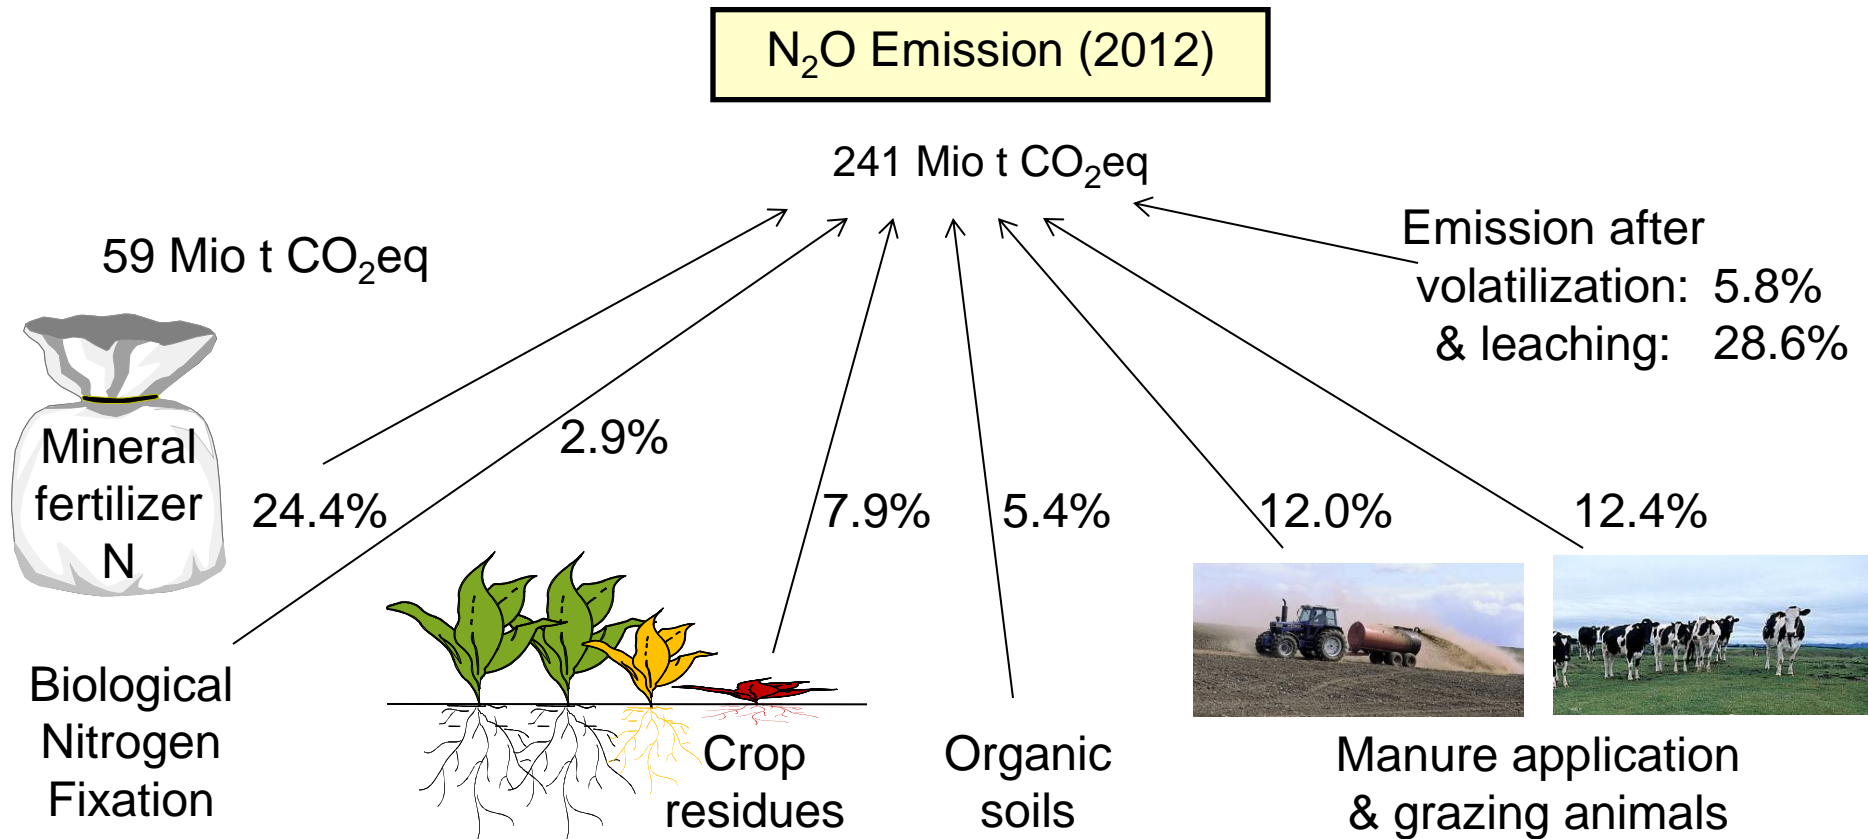 N₂O Emission (2012)
241 Mio t CO₂eq
59 Mio t CO₂eq
Emission after
volatilization: 5.8%
& leaching: 28.6%
Mineral
fertilizer
N
24.4%
2.9%
7.9%
5.4%
12.0%
12.4%
Biological
Nitrogen
Fixation
Crop
residues
Organic
soils
Manure application
& grazing animals